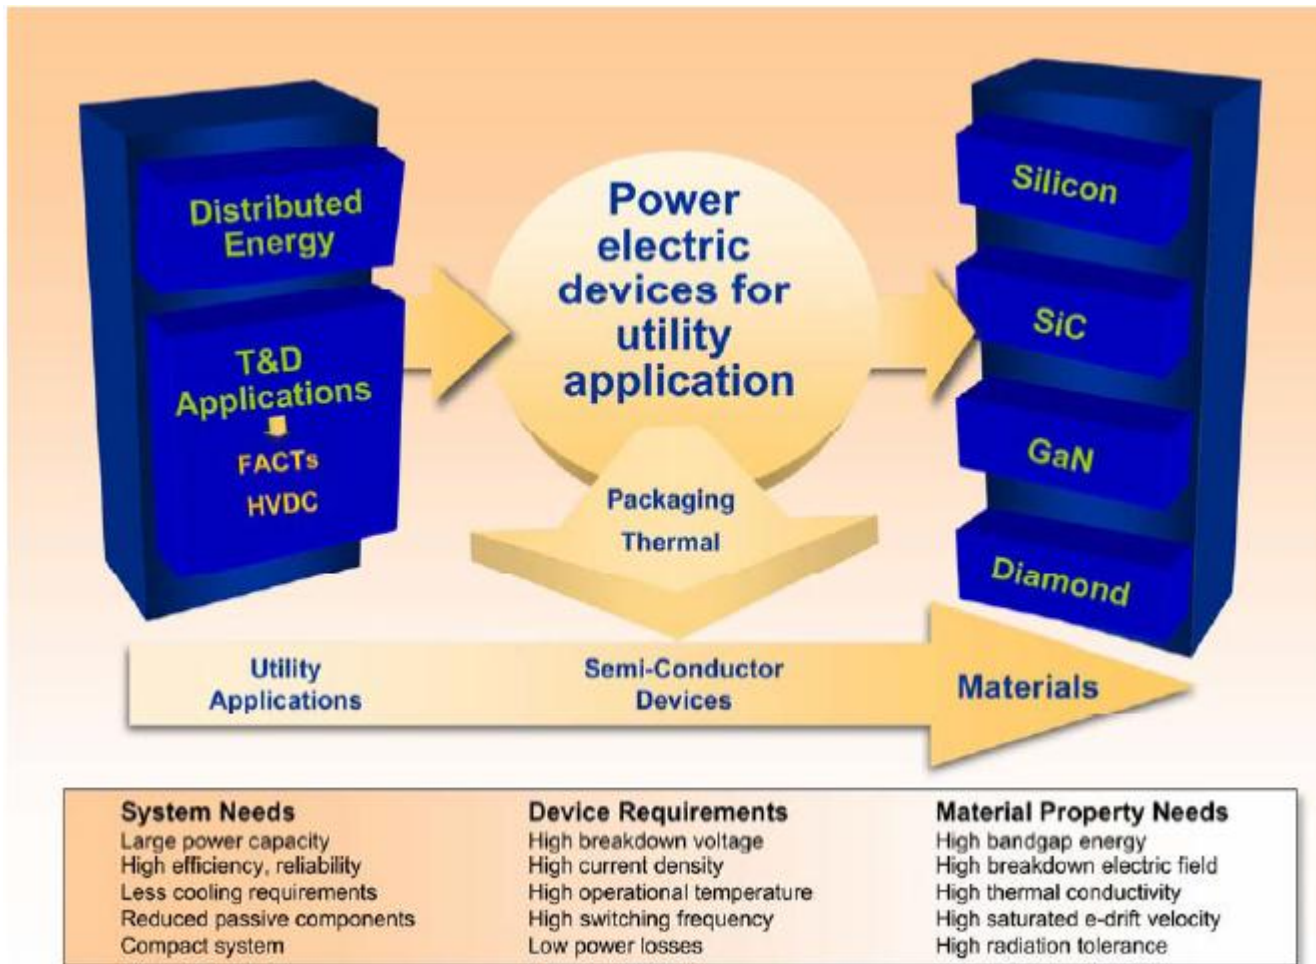 Distributed
Energy
T&D
Applications
FACTs
HVDC
Power
electric
devices for
utility
application
Packaging
Thermal
Silicon
SiC
GaN
Diamond
Utility
Applications
Semi-Conductor
Devices
Materials
System Needs
Large power capacity
High efficiency, reliability
Less cooling requirements
Reduced passive components
Compact system
Device Requirements
High breakdown voltage
High current density
High operational temperature
High switching frequency
Low power losses
Material Property Needs
High bandgap energy
High breakdown electric field
High thermal conductivity
High saturated e-drift velocity
High radiation tolerance